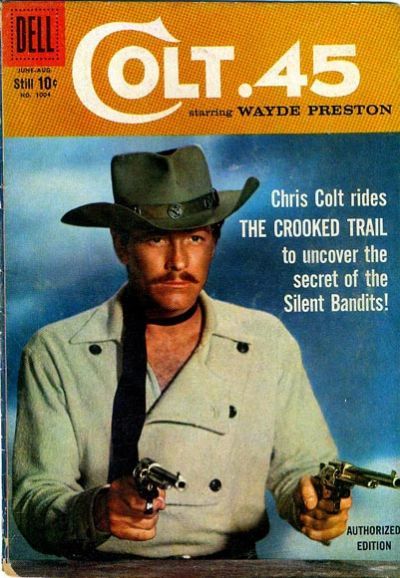 DELL
JUNE-AUG.
Still 10¢
NO. 1004
COLT .45
starring WAYDE PRESTON
Chris Colt rides
THE CROOKED TRAIL
to uncover the
secret of the
Silent Bandits!
AUTHORIZED
EDITION